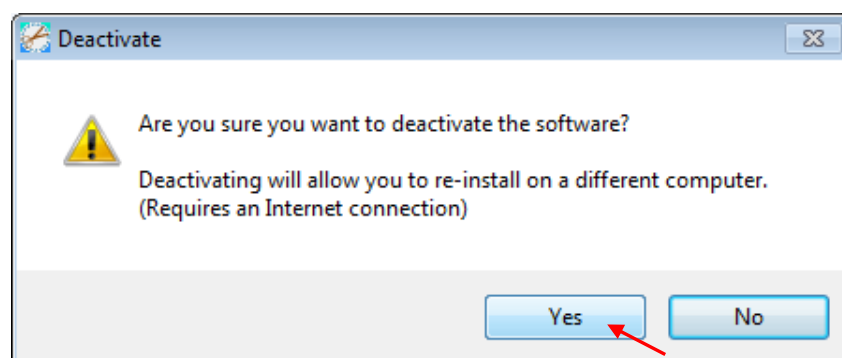 Deactivate
Are you sure you want to deactivate the software?
Deactivating will allow you to re-install on a different computer.
(Requires an Internet connection)
Yes
No